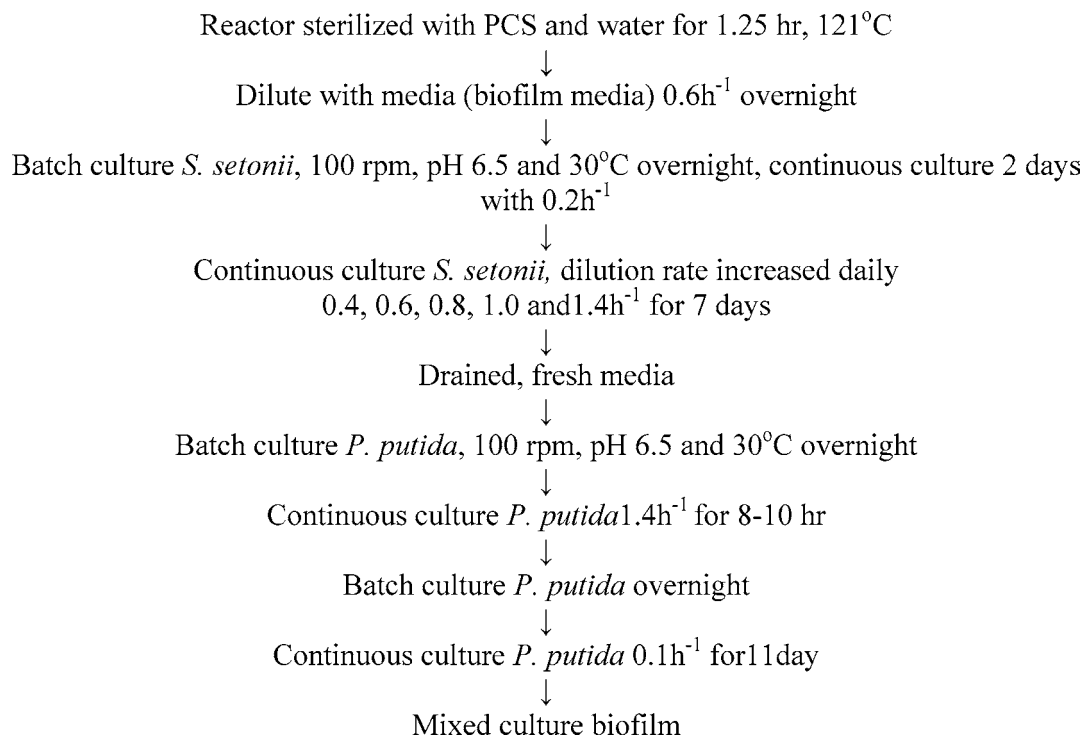 Reactor sterilized with PCS and water for 1.25 hr, 121°C
↓
Dilute with media (biofilm media) 0.6h⁻¹ overnight
↓
Batch culture S. setonii, 100 rpm, pH 6.5 and 30°C overnight, continuous culture 2 days
with 0.2h⁻¹
↓
Continuous culture S. setonii, dilution rate increased daily
0.4, 0.6, 0.8, 1.0 and1.4h⁻¹ for 7 days
↓
Drained, fresh media
↓
Batch culture P. putida, 100 rpm, pH 6.5 and 30°C overnight
↓
Continuous culture P. putida1.4h⁻¹ for 8-10 hr
↓
Batch culture P. putida overnight
↓
Continuous culture P. putida 0.1h⁻¹ for11day
↓
Mixed culture biofilm